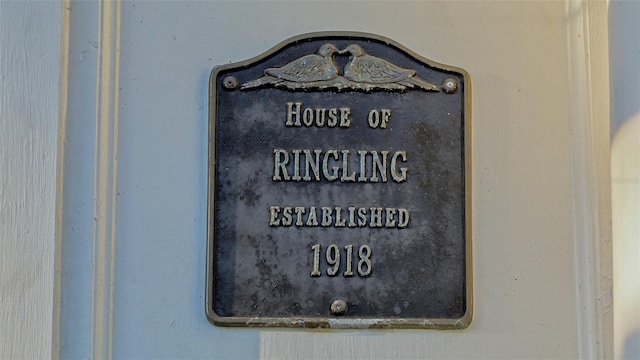 House of
RINGLING
ESTABLISHED
1918